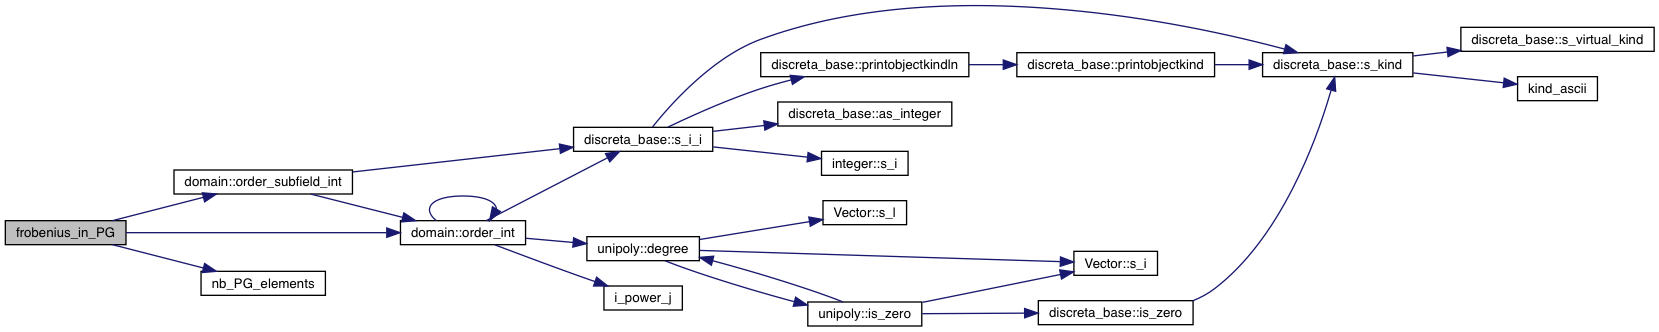 frobenius_in_PG
domain::order_subfield_int
domain::order_int
nb_PG_elements
discreta_base::s_i_i
unipoly::degree
i_power_j
discreta_base::printobjectkindln
discreta_base::as_integer
integer::s_i
Vector::s_l
unipoly::is_zero
discreta_base::printobjectkind
Vector::s_i
discreta_base::is_zero
discreta_base::s_kind
discreta_base::s_virtual_kind
kind_ascii